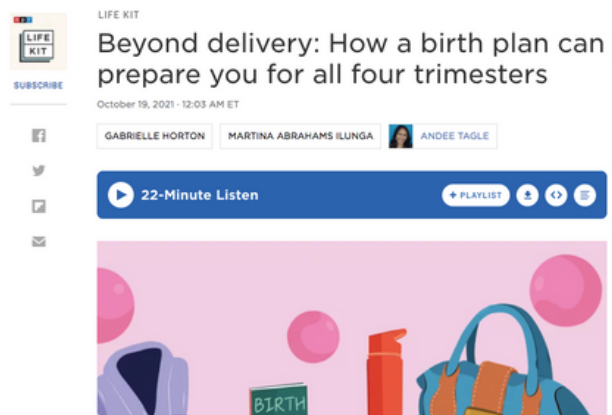 npr
LIFE KIT
LIFE
KIT
Beyond delivery: How a birth plan can
prepare you for all four trimesters
SUBSCRIBE
October 19, 2021 · 12:03 AM ET
GABRIELLE HORTON
MARTINA ABRAHAMS ILUNGA
ANDEE TAGLE
22-Minute Listen
+ PLAYLIST
BIRTH